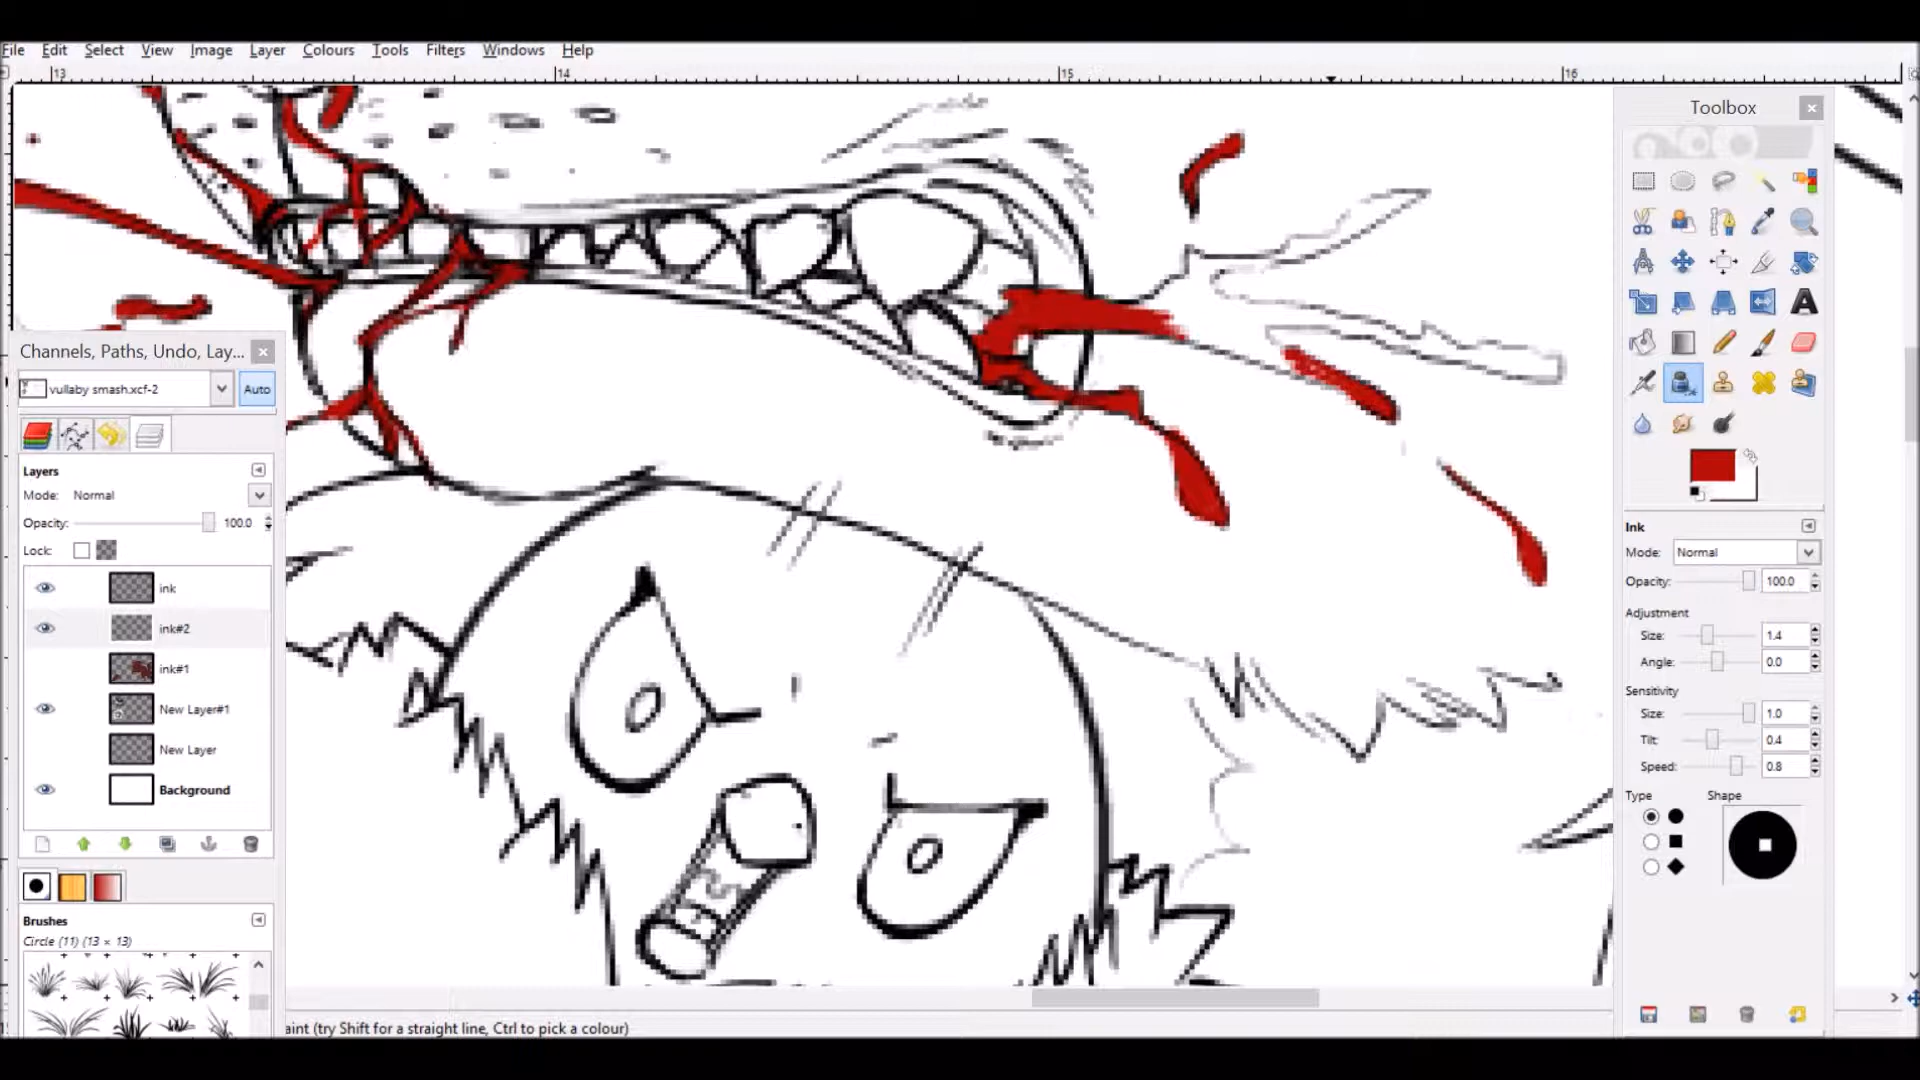 File Edit Select View Image Layer Colours Tools Filters Windows Help
13 14 15 16
Toolbox
Channels, Paths, Undo, Lay...
vullaby smash.xcf-2 Auto
Layers
Mode: Normal
Opacity: 100.0
Lock:
ink
ink#2
ink#1
New Layer#1
New Layer
Background
Brushes
Circle (11) (13 × 13)
Ink
Mode: Normal
Opacity: 100.0
Adjustment
Size: 1.4
Angle: 0.0
Sensitivity
Size: 1.0
Tilt: 0.4
Speed: 0.8
Type Shape
aint (try Shift for a straight line, Ctrl to pick a colour)